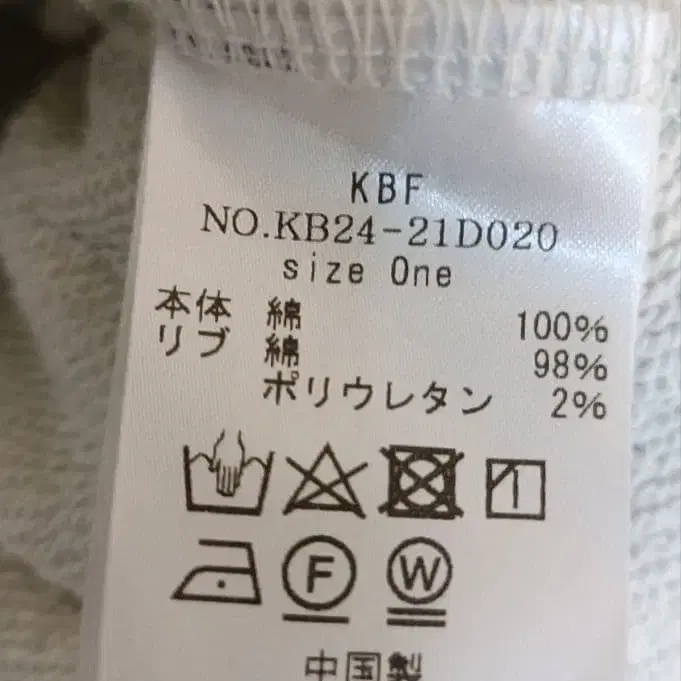 KBF
NO.KB24-21D020
size One
本体 綿 100%
リブ 綿 98%
ポリウレタン 2%
F W
中国製